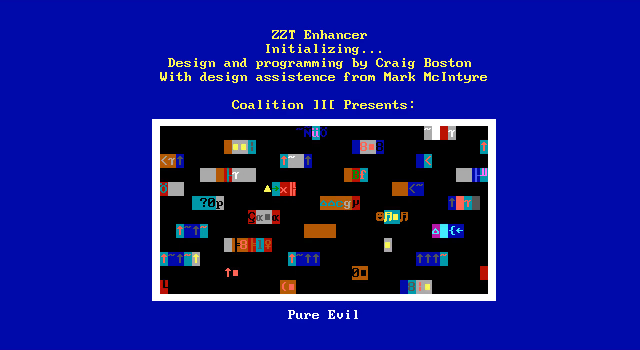 ZZT Enhancer
Initializing...
Design and programming by Craig Boston
With design assistence from Mark McIntyre
Coalition ][[ Presents:
Pure Evil